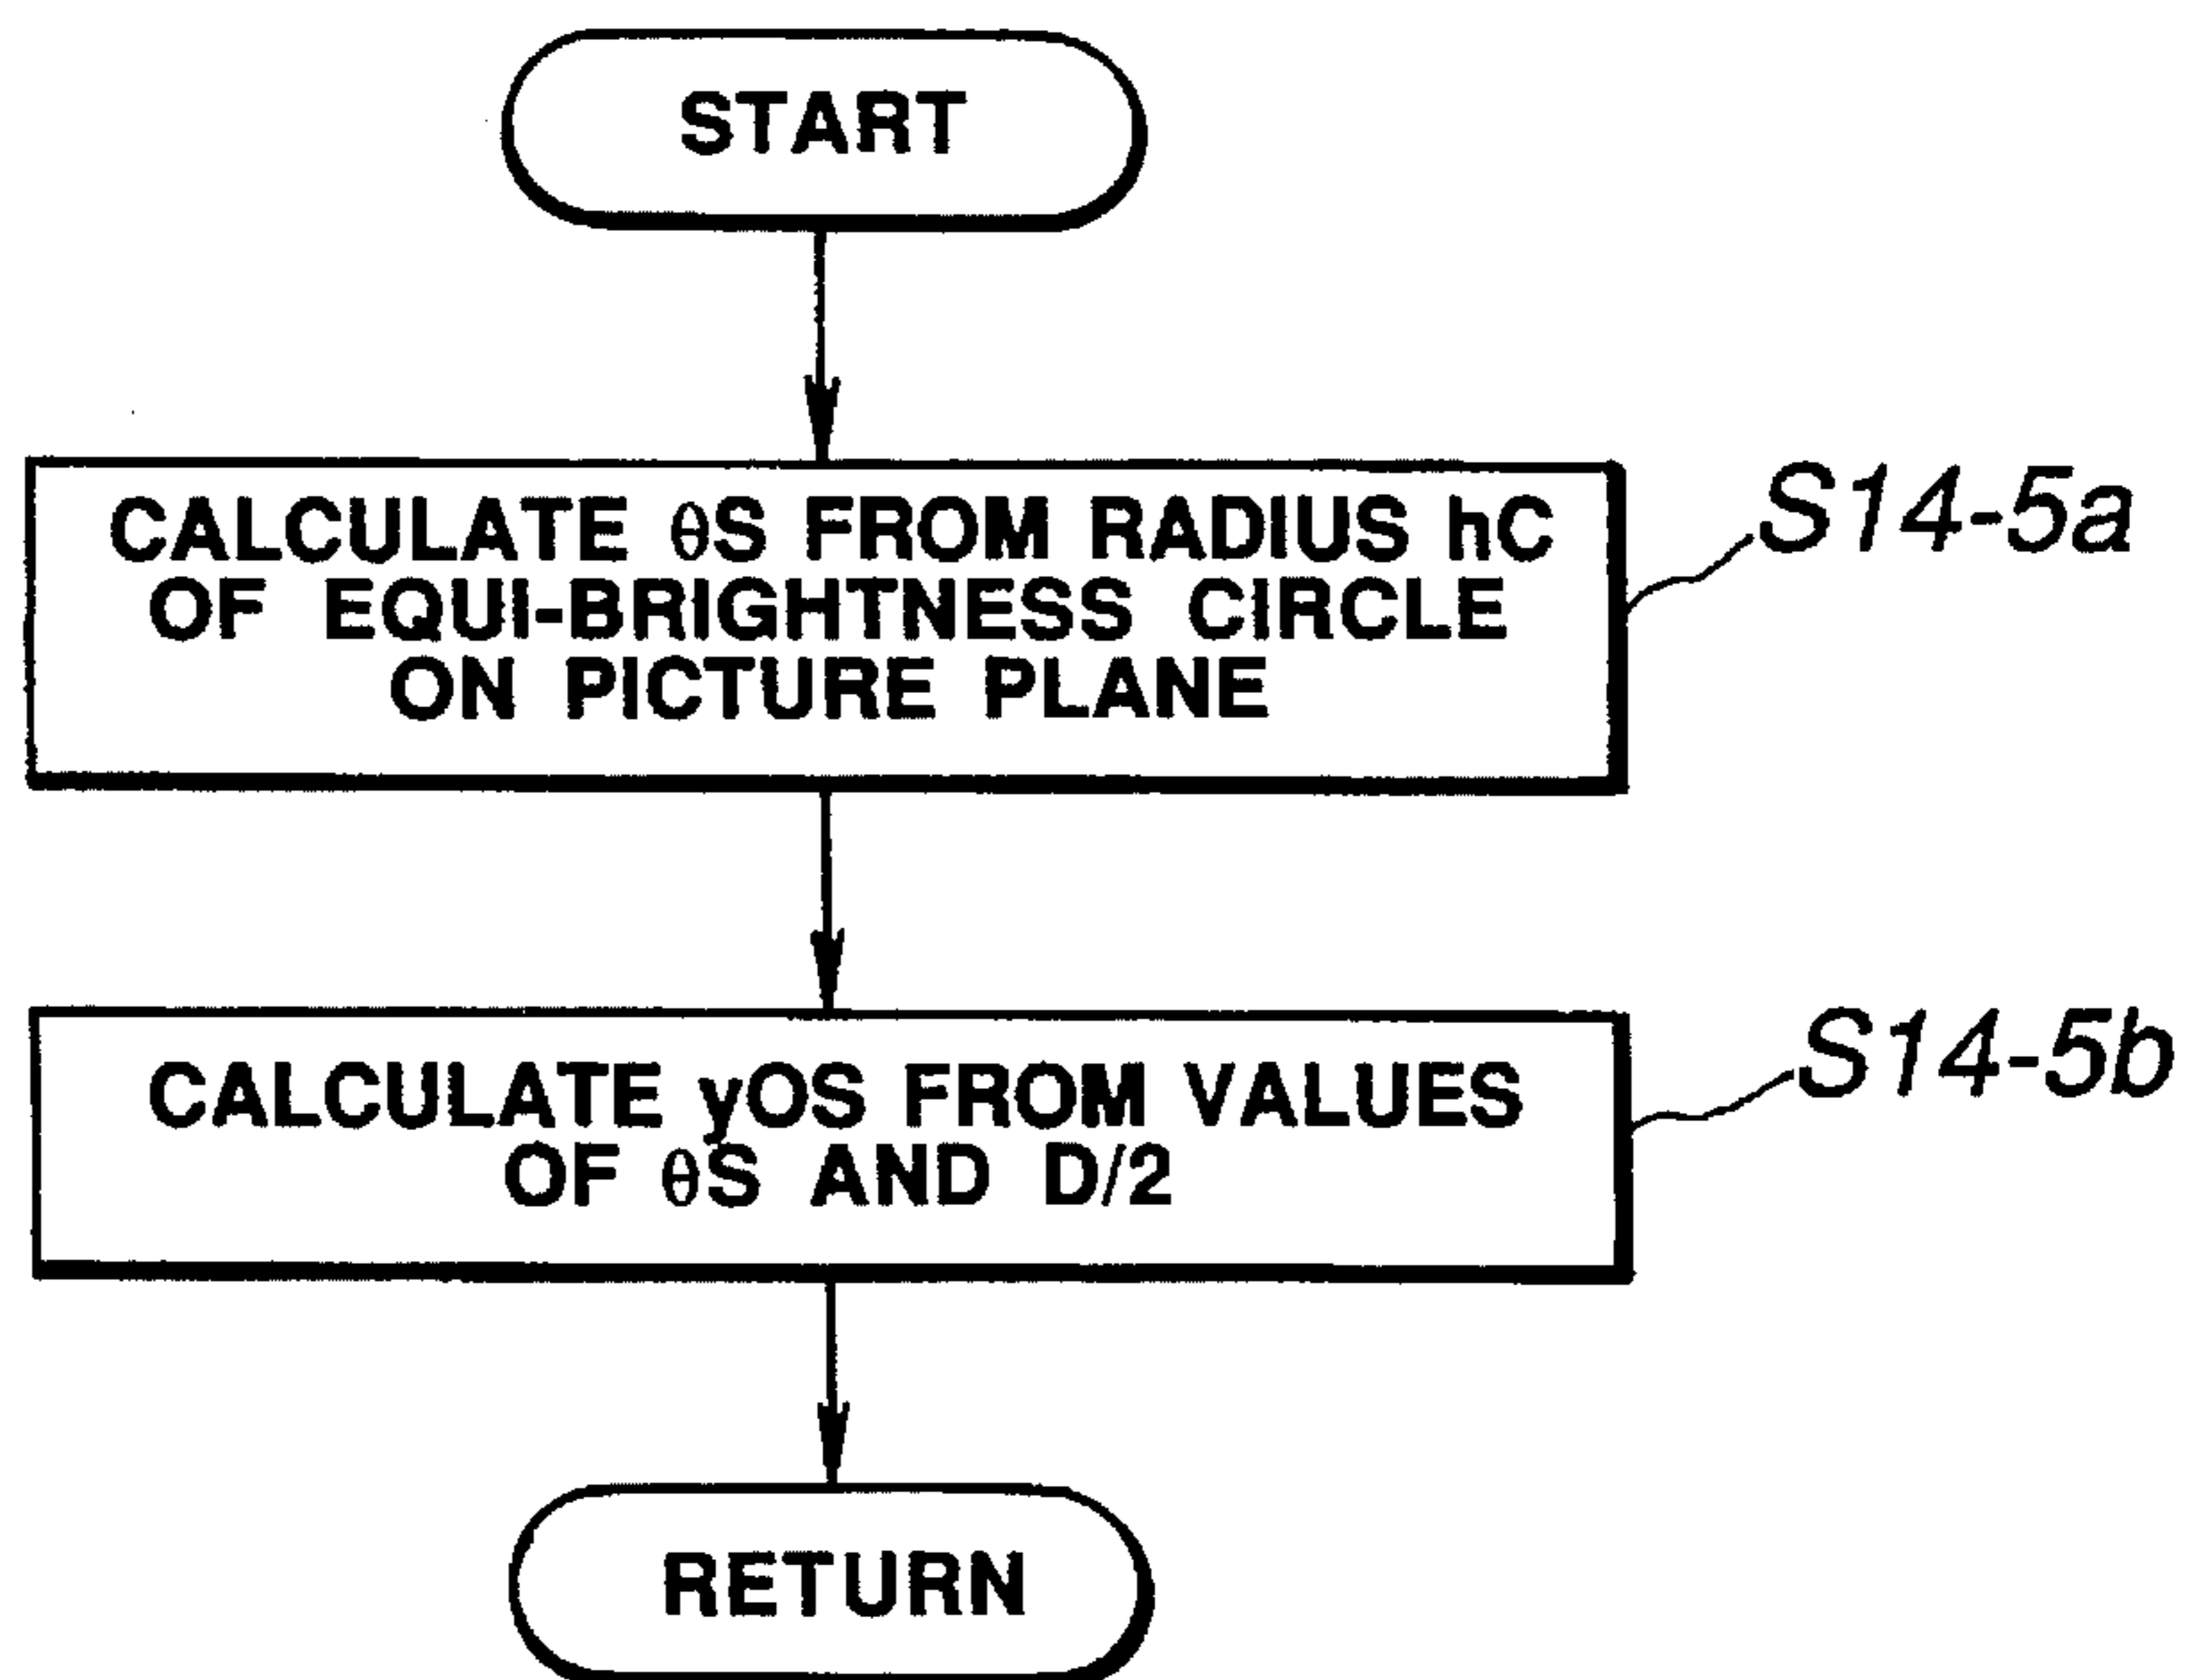 START
CALCULATE θS FROM RADIUS hC
OF EQUI-BRIGHTNESS CIRCLE
ON PICTURE PLANE
S14-5a
CALCULATE yOS FROM VALUES
OF θS AND D/2
S14-5b
RETURN